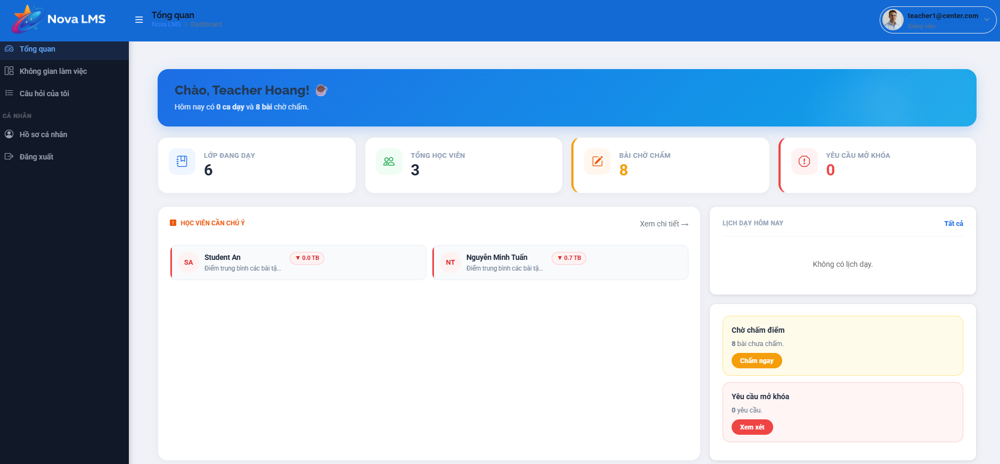 Nova LMS
Tổng quan
Nova LMS > Dashboard
teacher1@center.com
Giảng viên
Tổng quan
Không gian làm việc
Câu hỏi của tôi
CÁ NHÂN
Hồ sơ cá nhân
Đăng xuất
Chào, Teacher Hoang!
Hôm nay có 0 ca dạy và 8 bài chờ chấm.
LỚP ĐANG DẠY
6
TỔNG HỌC VIÊN
3
BÀI CHỜ CHẤM
8
YÊU CẦU MỞ KHÓA
0
HỌC VIÊN CẦN CHÚ Ý
Xem chi tiết →
SA
Student An
Điểm trung bình các bài tậ...
▼ 0.0 TB
NT
Nguyễn Minh Tuấn
Điểm trung bình các bài tậ...
▼ 0.7 TB
LỊCH DẠY HÔM NAY
Tất cả
Không có lịch dạy.
Chờ chấm điểm
8 bài chưa chấm.
Chấm ngay
Yêu cầu mở khóa
0 yêu cầu.
Xem xét